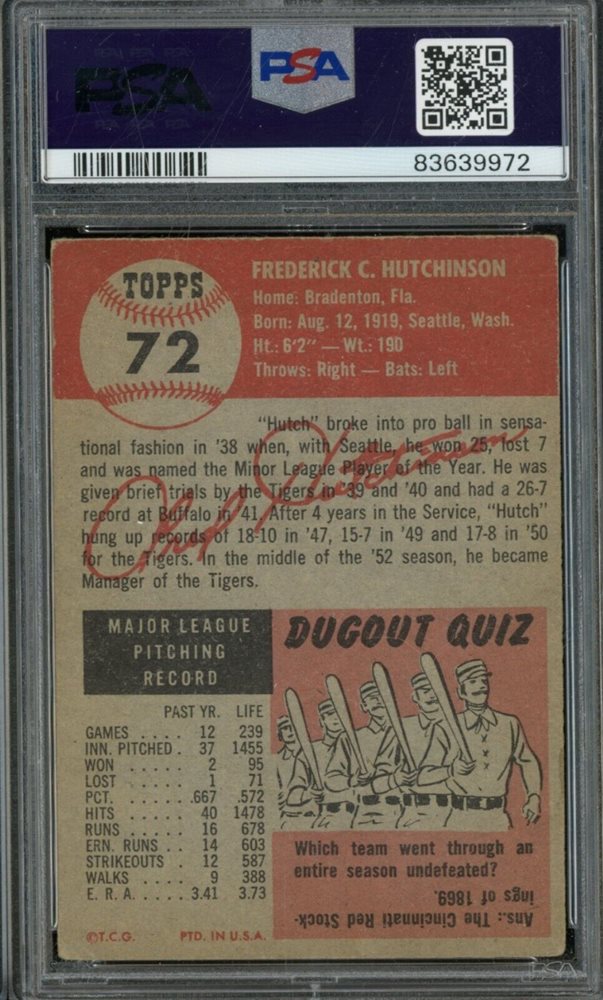 PSA
PSA
83639972
TOPPS
72
FREDERICK C. HUTCHINSON
Home: Bradenton, Fla.
Born: Aug. 12, 1919, Seattle, Wash.
Ht.: 6'2" — Wt.: 190
Throws: Right — Bats: Left
"Hutch" broke into pro ball in sensa-
tional fashion in '38 when, with Seattle, he won 25, lost 7
and was named the Minor League Player of the Year. He was
given brief trials by the Tigers in '39 and '40 and had a 26-7
record at Buffalo in '41. After 4 years in the Service, "Hutch"
hung up records of 18-10 in '47, 15-7 in '49 and 17-8 in '50
for the Tigers. In the middle of the '52 season, he became
Manager of the Tigers.
MAJOR LEAGUE
PITCHING
RECORD
PAST YR. LIFE
GAMES . . . . 12 239
INN. PITCHED . 37 1455
WON . . . . . 2 95
LOST . . . . . 1 71
PCT. . . . . .667 .572
HITS . . . . 40 1478
RUNS . . . . 16 678
ERN. RUNS . . 14 603
STRIKEOUTS . 12 587
WALKS . . . . 9 388
E. R. A. . . . . 3.41 3.73
©T.C.G. PTD. IN U.S.A.
DUGOUT QUIZ
Which team went through an
entire season undefeated?
Ans.: The Cincinnati Red Stock-
ings of 1869.
PSA